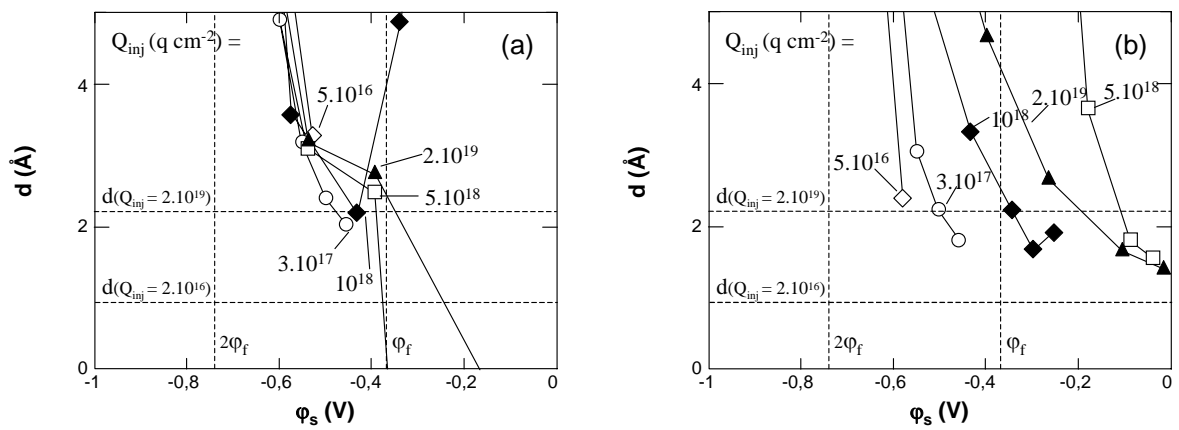 Q_inj (q cm^-2) =
(a)
5.10^16
2.10^19
5.10^18
3.10^17
10^18
d(Q_inj = 2.10^19)
d(Q_inj = 2.10^16)
2φ_f
φ_f
4
2
0
d (Å)
-1
-0,8
-0,6
-0,4
-0,2
0
φ_s (V)
Q_inj (q cm^-2) =
(b)
5.10^18
2.10^19
10^18
5.10^16
3.10^17
d(Q_inj = 2.10^19)
d(Q_inj = 2.10^16)
2φ_f
φ_f
4
2
0
d (Å)
-1
-0,8
-0,6
-0,4
-0,2
0
φ_s (V)